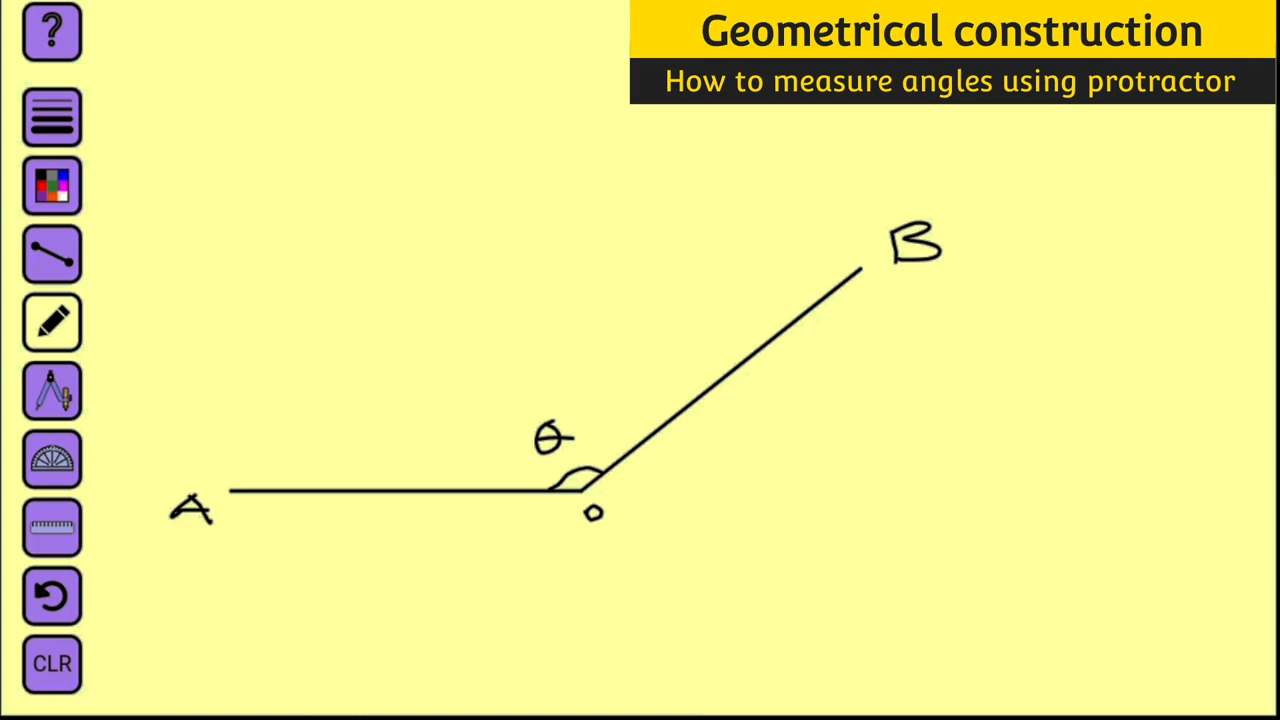 ?
Geometrical construction
How to measure angles using protractor
B
θ
A
O
CLR